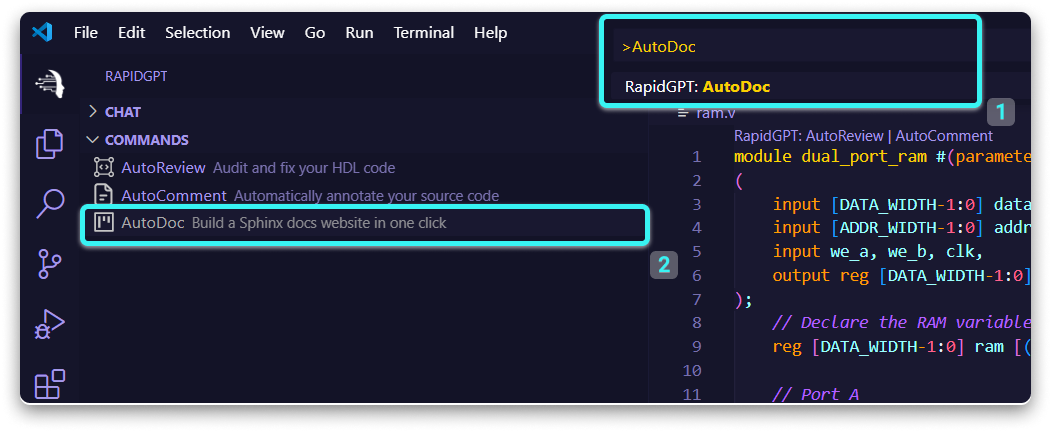 File Edit Selection View Go Run Terminal Help
>AutoDoc
RapidGPT: AutoDoc
1
RAPIDGPT
CHAT
COMMANDS
AutoReview Audit and fix your HDL code
AutoComment Automatically annotate your source code
AutoDoc Build a Sphinx docs website in one click
2
ram.v
RapidGPT: AutoReview | AutoComment
1 module dual_port_ram #(parame
2 (
3 input [DATA_WIDTH-1:0] data
4 input [ADDR_WIDTH-1:0] addr
5 input we_a, we_b, clk,
6 output reg [DATA_WIDTH-1:0]
7 );
8 // Declare the RAM variable
9 reg [DATA_WIDTH-1:0] ram [(
10
11 // Port A